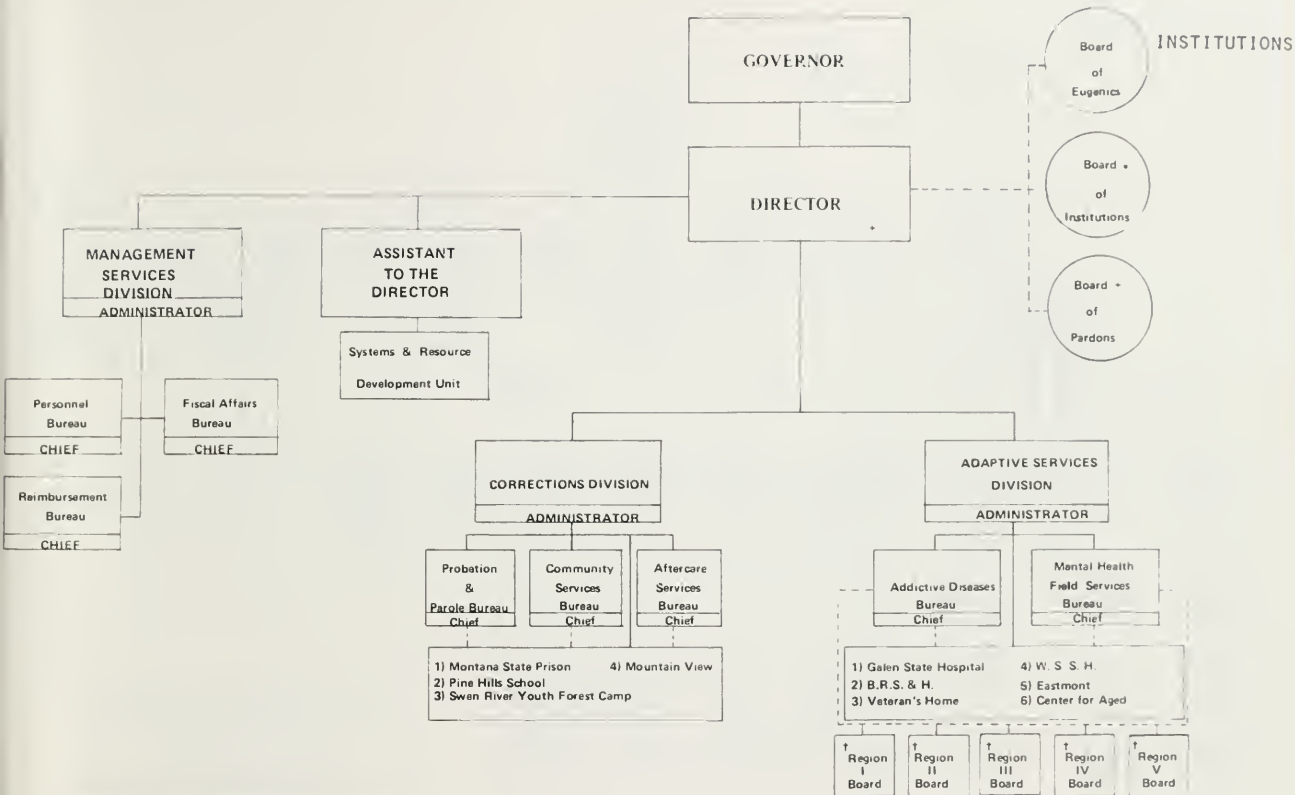 INSTITUTIONS
GOVERNOR
Board
of
Eugenics
DIRECTOR
Board
of
Institutions
Board
of
Pardons
MANAGEMENT
SERVICES
DIVISION
ADMINISTRATOR
ASSISTANT
TO THE
DIRECTOR
Systems & Resource
Development Unit
Personnel
Bureau
CHIEF
Fiscal Affairs
Bureau
CHIEF
Reimbursement
Bureau
CHIEF
CORRECTIONS DIVISION
ADMINISTRATOR
ADAPTIVE SERVICES
DIVISION
ADMINISTRATOR
Probation
&
Parole Bureau
Chief
Community
Services
Bureau
Chief
Aftercare
Services
Bureau
Chief
Addictive Diseases
Bureau
Chief
Mental Health
Field Services
Bureau
Chief
1) Montana State Prison
2) Pine Hills School
3) Swan River Youth Forest Camp
4) Mountain View
1) Galen State Hospital
2) B.R.S. & H.
3) Veteran's Home
4) W. S S. H.
5) Eastmont
6) Center for Aged
†
Region
I
Board
†
Region
II
Board
†
Region
III
Board
†
Region
IV
Board
†
Region
V
Board